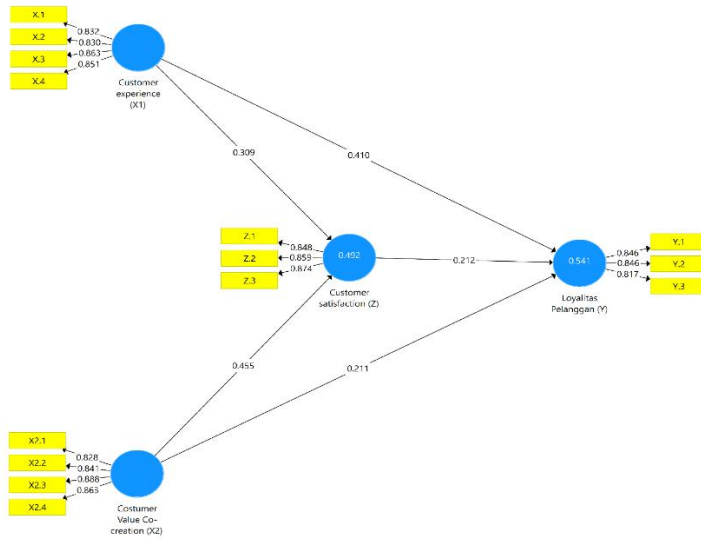 X.1
0.832
X.2
0.830
X.3
0.863
X.4
0.851
Customer
experience
(X1)
0.309
0.410
Z.1
0.848
Z.2
0.859
Z.3
0.874
0.492
Customer
satisfaction (Z)
0.212
0.541
Loyalitas
Pelanggan (Y)
0.846
Y.1
0.846
Y.2
0.817
Y.3
0.455
0.211
X2.1
0.828
X2.2
0.841
X2.3
0.888
X2.4
0.863
Costumer
Value Co-
creation (X2)